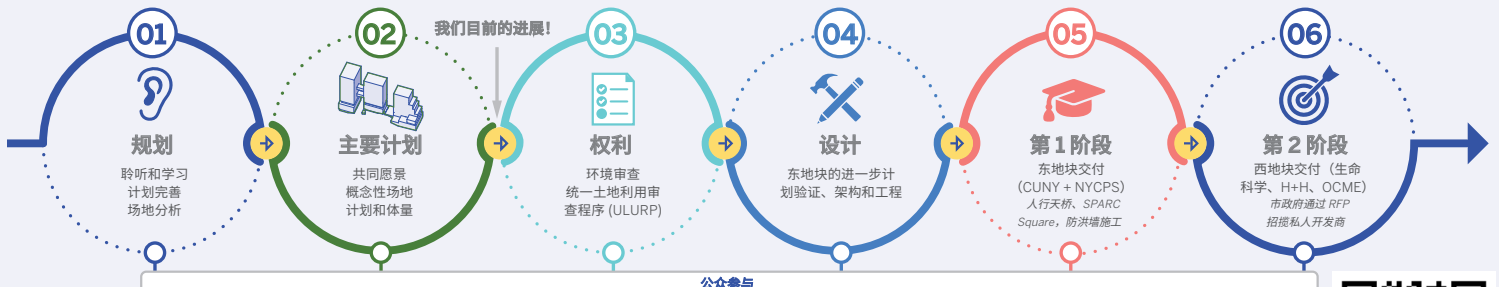 01
规划
聆听和学习
计划完善
场地分析
02
主要计划
共同愿景
概念性场地
计划和体量
我们目前的进展!
03
权利
环境审查
统一土地利用审
查程序 (ULURP)
04
设计
东地块的进一步计
划验证、架构和工程
05
第 1 阶段
东地块交付
（CUNY + NYCPS）
人行天桥、SPARC
Square，防洪墙施工
06
第 2 阶段
西地块交付（生命
科学、H+H、OCME）
市政府通过 RFP
招揽私人开发商
公众参与